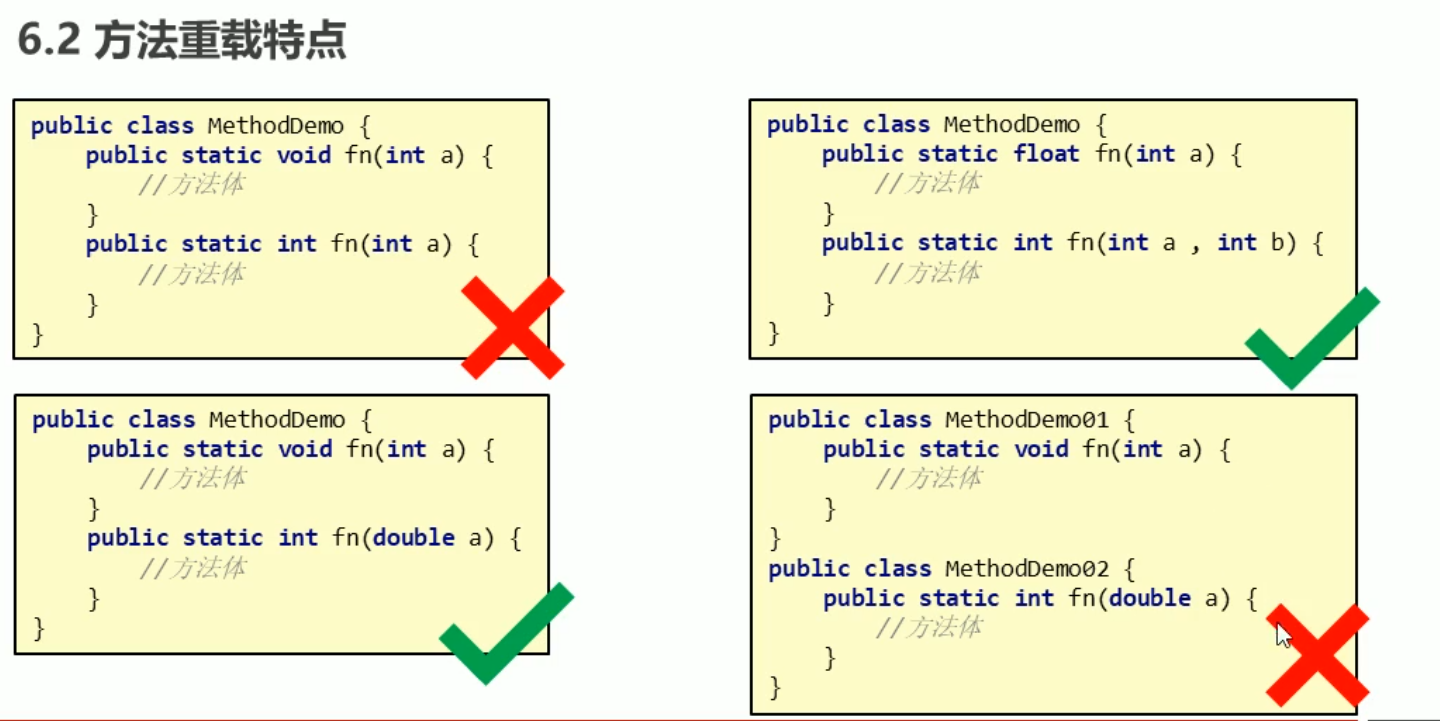 6.2 方法重载特点
public class MethodDemo {
    public static void fn(int a) {
        //方法体
    }
    public static int fn(int a) {
        //方法体
    }
}
public class MethodDemo {
    public static float fn(int a) {
        //方法体
    }
    public static int fn(int a , int b) {
        //方法体
    }
}
public class MethodDemo {
    public static void fn(int a) {
        //方法体
    }
    public static int fn(double a) {
        //方法体
    }
}
public class MethodDemo01 {
    public static void fn(int a) {
        //方法体
    }
}
public class MethodDemo02 {
    public static int fn(double a) {
        //方法体
    }
}